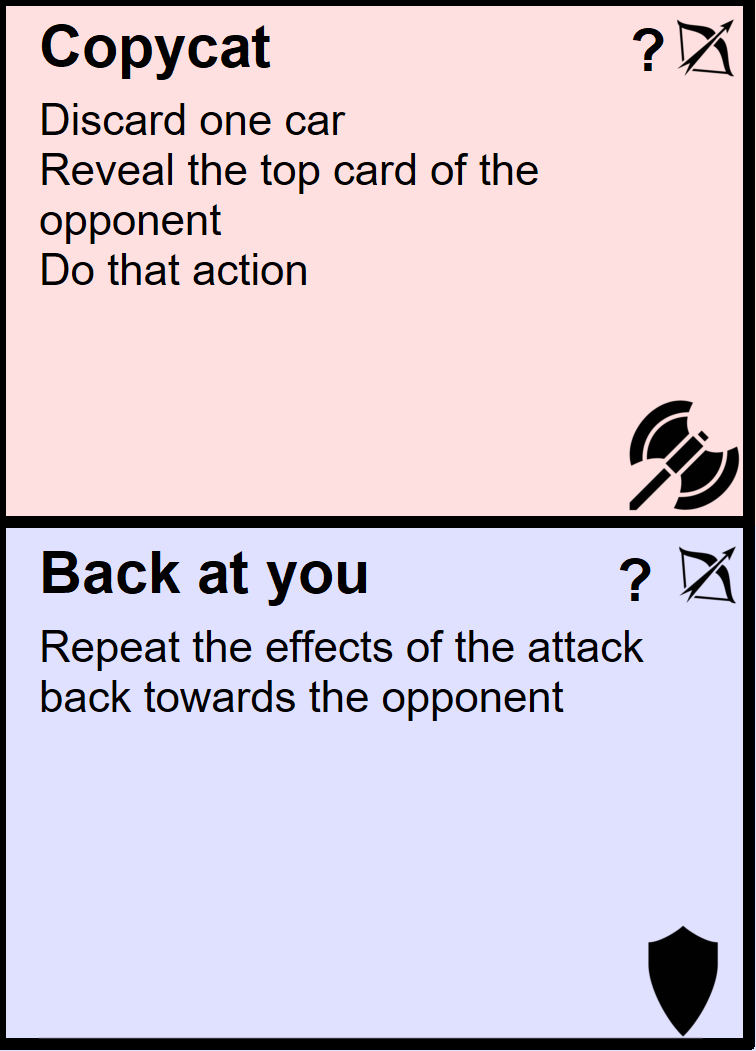 Copycat ?
Discard one car
Reveal the top card of the
opponent
Do that action
Back at you ?
Repeat the effects of the attack
back towards the opponent